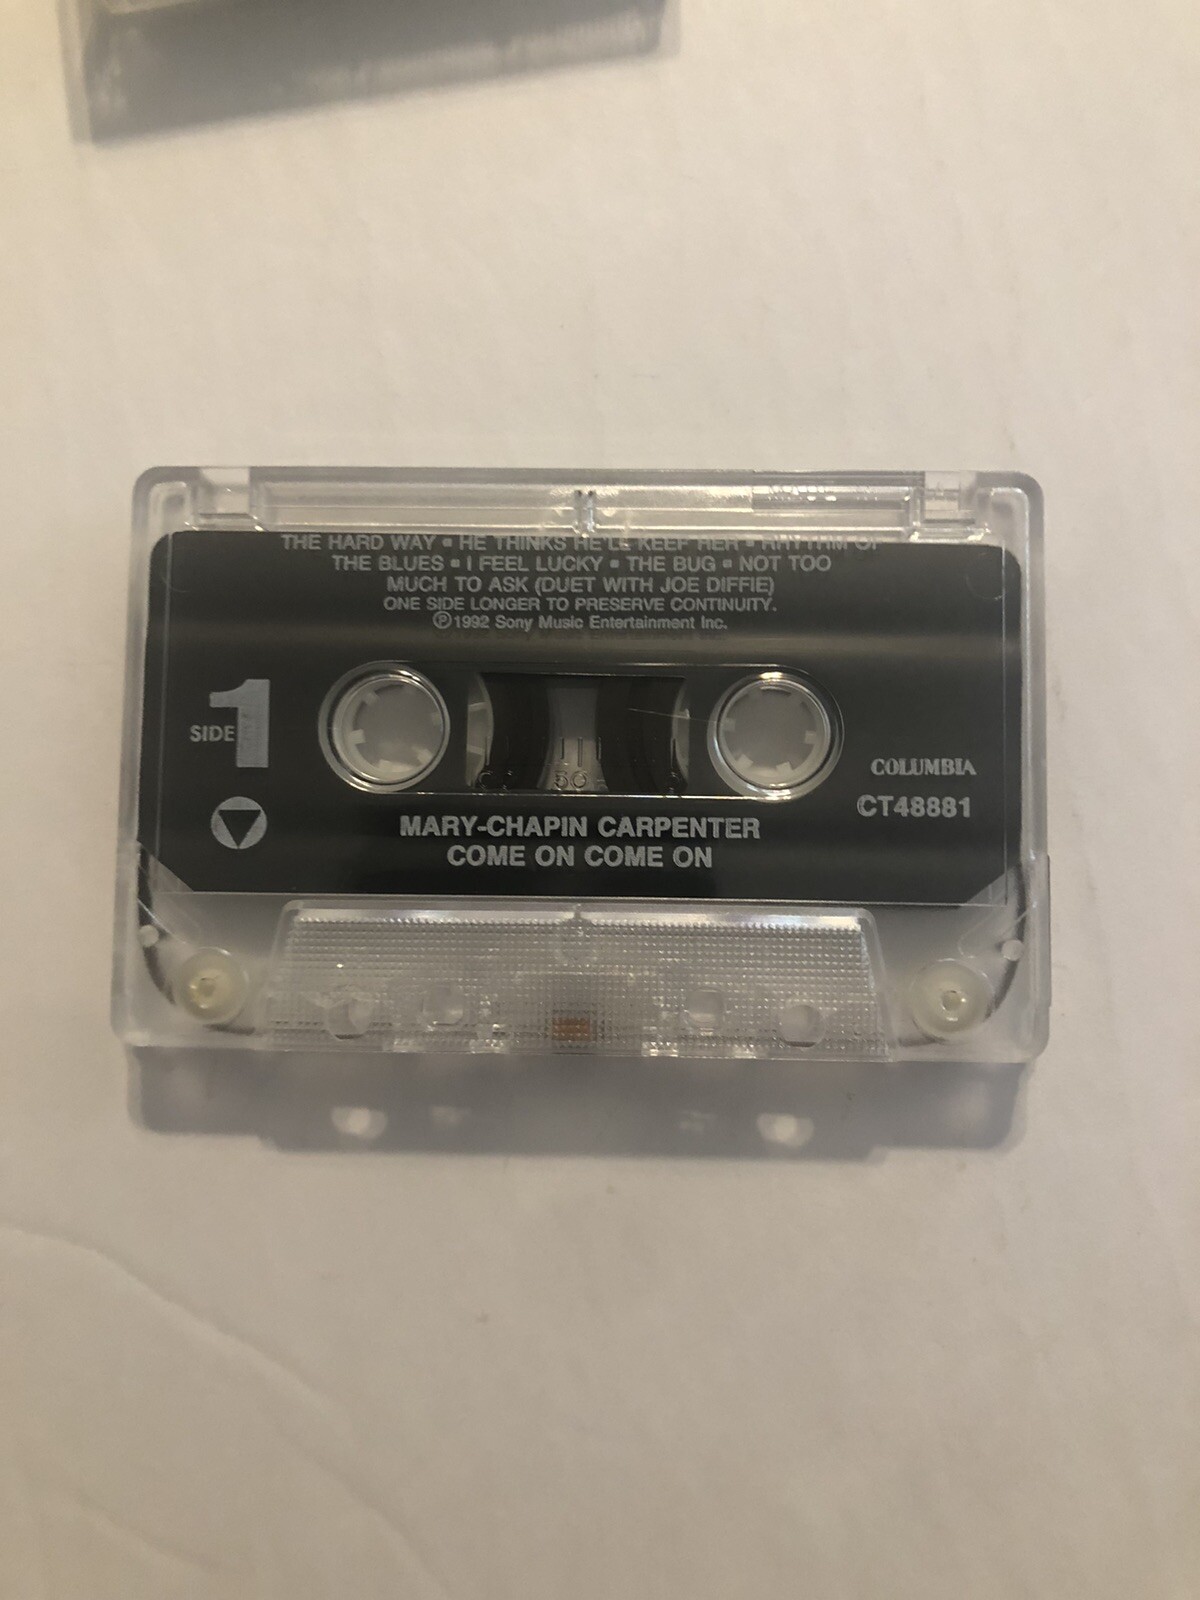 THE HARD WAY ▪ HE THINKS HE'LL KEEP HER ▪ RHYTHM OF
THE BLUES ▪ I FEEL LUCKY ▪ THE BUG ▪ NOT TOO
MUCH TO ASK (DUET WITH JOE DIFFIE)
ONE SIDE LONGER TO PRESERVE CONTINUITY.
℗1992 Sony Music Entertainment Inc.
SIDE 1
50
COLUMBIA
CT48881
MARY-CHAPIN CARPENTER
COME ON COME ON